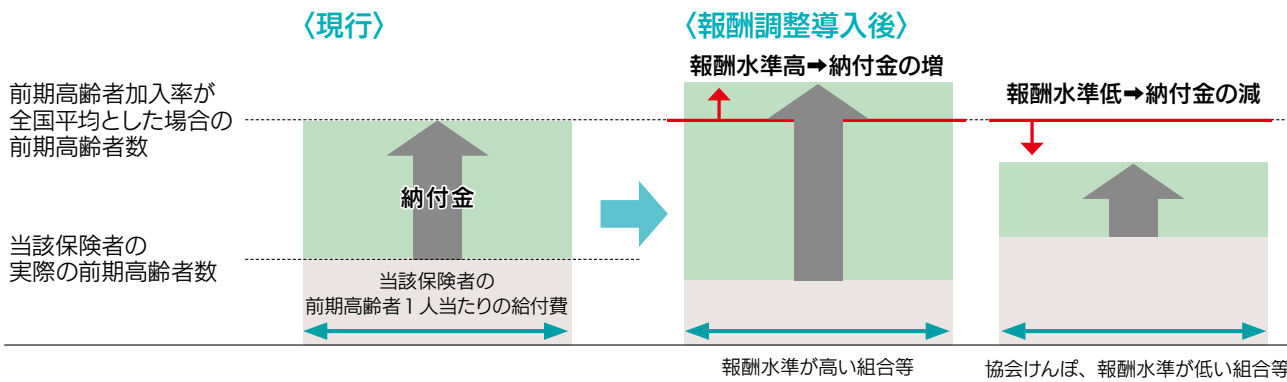 〈現行〉
〈報酬調整導入後〉
報酬水準高➡納付金の増
報酬水準低➡納付金の減
前期高齢者加入率が
全国平均とした場合の
前期高齢者数
納付金
当該保険者の
実際の前期高齢者数
当該保険者の
前期高齢者1人当たりの給付費
報酬水準が高い組合等
協会けんぽ、報酬水準が低い組合等